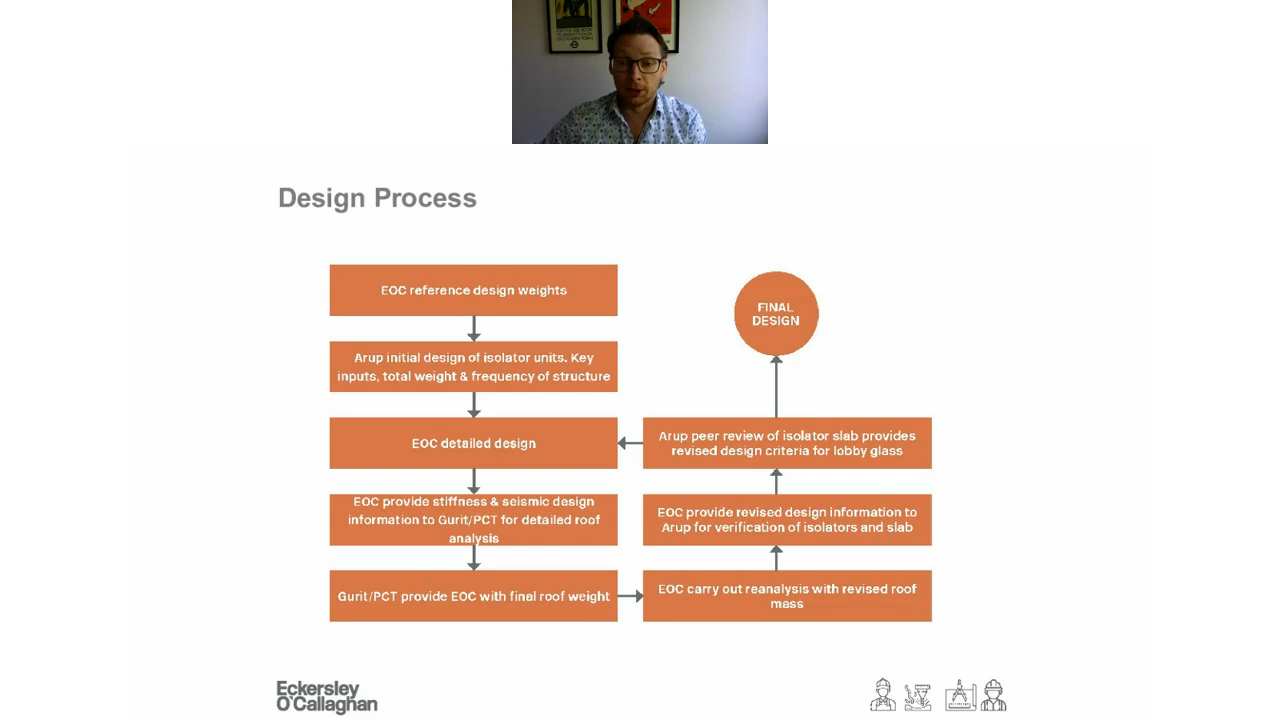 Design Process
EOC reference design weights
Arup initial design of isolator units. Key
inputs, total weight & frequency of structure
EOC detailed design
EOC provide stiffness & seismic design
information to Gurit/PCT for detailed roof
analysis
Gurit/PCT provide EOC with final roof weight
FINAL
DESIGN
Arup peer review of isolator slab provides
revised design criteria for lobby glass
EOC provide revised design information to
Arup for verification of isolators and slab
EOC carry out reanalysis with revised roof
mass
Eckersley
O'Callaghan